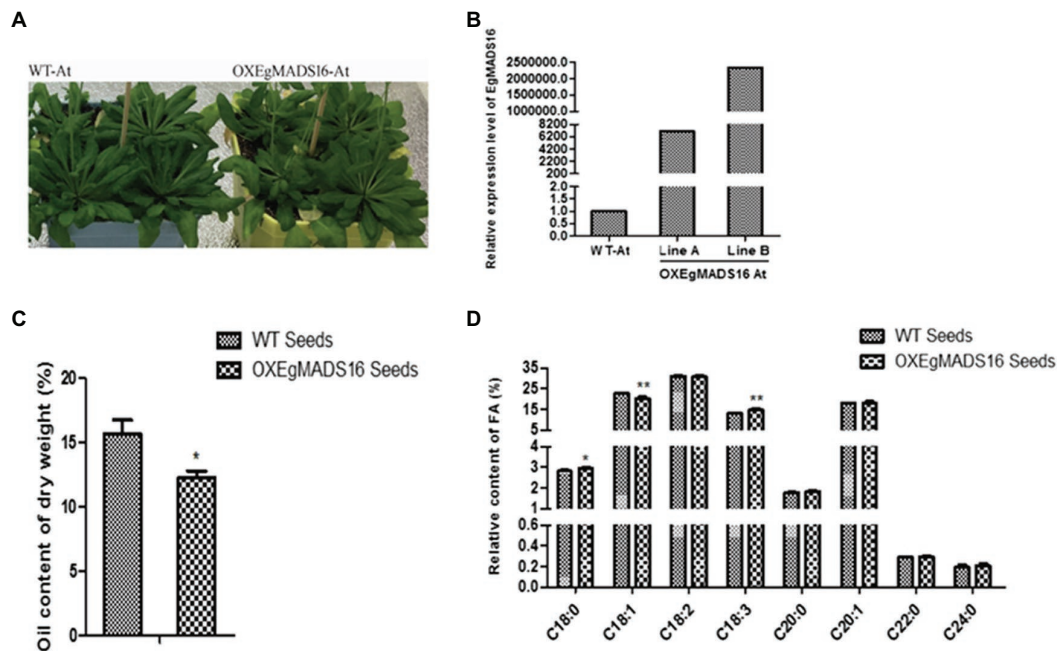 A
WT-At
OXEgMADS16-At
B
Relative expression level of EgMADS16
2500000.0
2000000.0
1500000.0
1000000.0
8200
6200
4200
2200
200
2.0
1.5
1.0
0.5
0.0
WT-At
Line A
Line B
OXEgMADS16 At
C
WT Seeds
OXEgMADS16 Seeds
Oil content of dry weight (%)
20
15
10
5
0
*
D
WT Seeds
OXEgMADS16 Seeds
Relative content of FA (%)
35
25
15
5
4
3
2
1
0.6
0.4
0.2
0.0
*
**
**
C18:0
C18:1
C18:2
C18:3
C20:0
C20:1
C22:0
C24:0